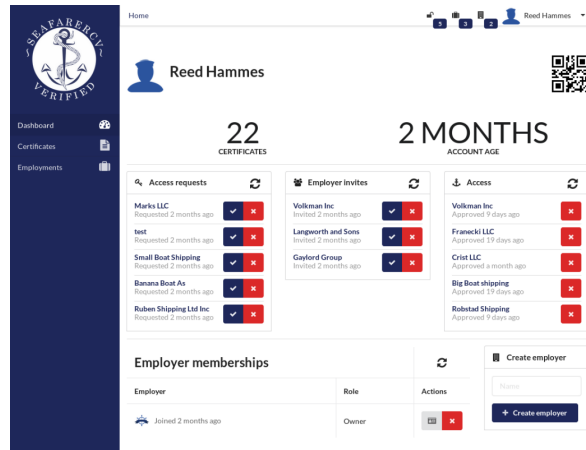 SEAFARERCV
VERIFIED
Home
5
3
2
Reed Hammes
Reed Hammes
22
CERTIFICATES
2 MONTHS
ACCOUNT AGE
Dashboard
Certificates
Employments
Access requests
Marks LLC
Requested 2 months ago
test
Requested 2 months ago
Small Boat Shipping
Requested 2 months ago
Banana Boat As
Requested 2 months ago
Ruben Shipping Ltd Inc
Requested 2 months ago
Employer invites
Volkman Inc
Invited 2 months ago
Langworth and Sons
Invited 2 months ago
Gaylord Group
Invited 2 months ago
Access
Volkman Inc
Approved 9 days ago
Franecki LLC
Approved 19 days ago
Crist LLC
Approved a month ago
Big Boat shipping
Approved 19 days ago
Robstad Shipping
Approved 9 days ago
Employer memberships
Employer
Role
Actions
Joined 2 months ago
Owner
Create employer
Name
+ Create employer